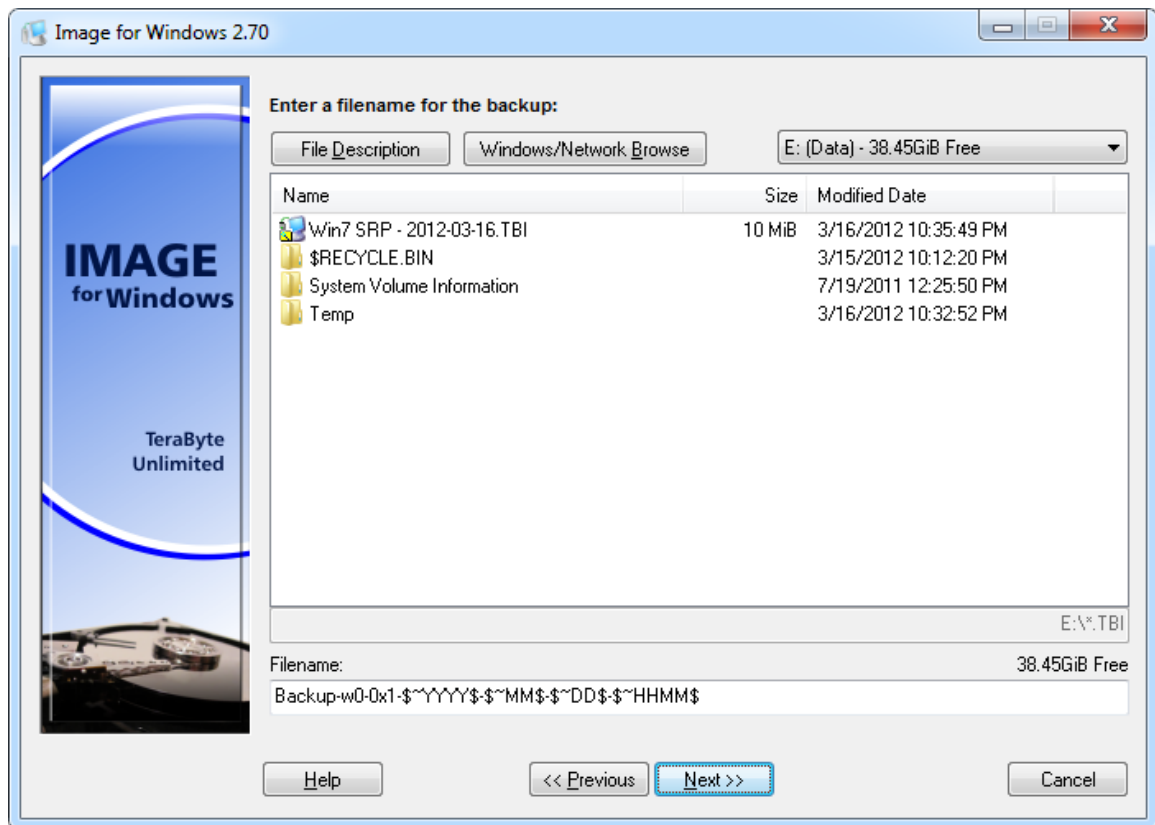 Image for Windows 2.70
IMAGE
for Windows
TeraByte
Unlimited
Enter a filename for the backup:
File Description
Windows/Network Browse
E: (Data) - 38.45GiB Free
Name Size Modified Date
Win7 SRP - 2012-03-16.TBI 10 MiB 3/16/2012 10:35:49 PM
$RECYCLE.BIN 3/15/2012 10:12:20 PM
System Volume Information 7/19/2011 12:25:50 PM
Temp 3/16/2012 10:32:52 PM
E:\*.TBI
Filename: 38.45GiB Free
Backup-w0-0x1-$~YYYY$-$~MM$-$~DD$-$~HHMM$
Help << Previous Next >> Cancel